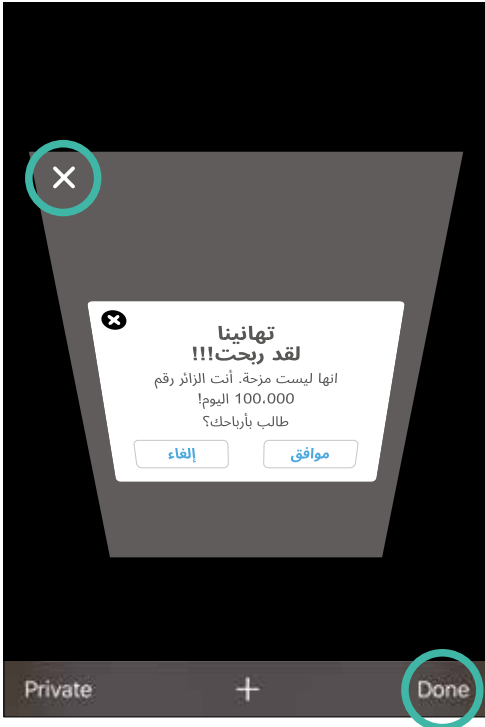 تهانينا
لقد ربحت!!!
انها ليست مزحة. أنت الزائر رقم
100.000 اليوم!
طالب بأرباحك؟
موافق
إلغاء
Private
Done